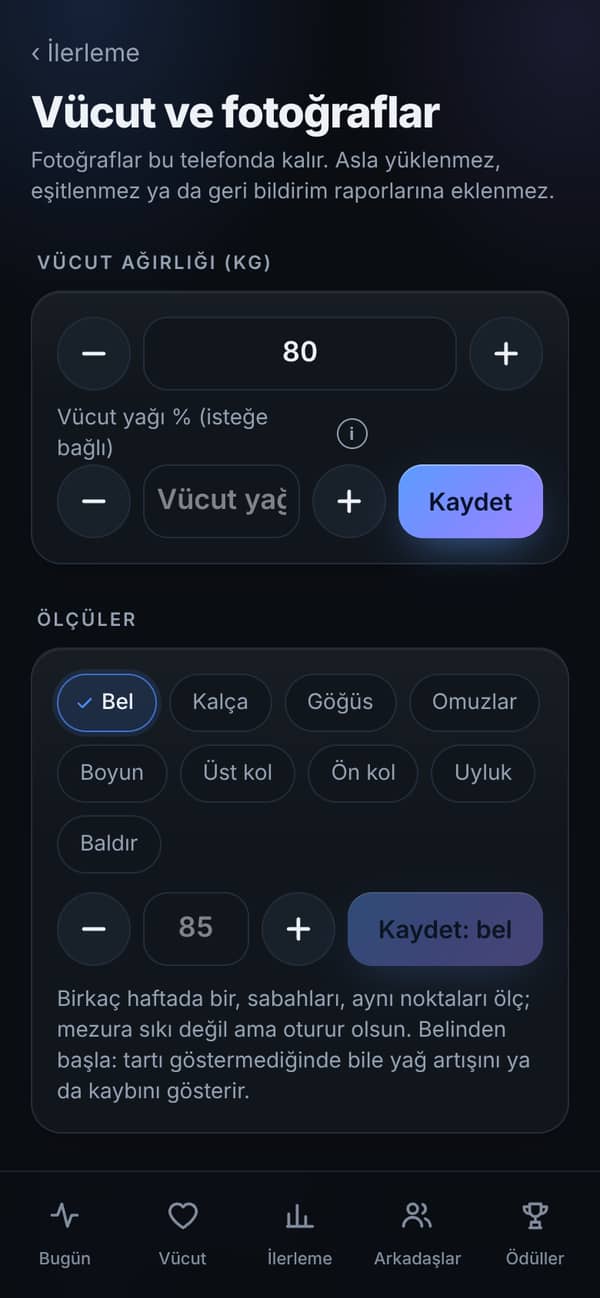 ‹ İlerleme
Vücut ve fotoğraflar
Fotoğraflar bu telefonda kalır. Asla yüklenmez,
eşitlenmez ya da geri bildirim raporlarına eklenmez.
VÜCUT AĞIRLIĞI (KG)
− 80 +
Vücut yağı % (isteğe
bağlı)
− Vücut yağ + Kaydet
ÖLÇÜLER
Bel Kalça Göğüs Omuzlar
Boyun Üst kol Ön kol Uyluk
Baldır
− 85 + Kaydet: bel
Birkaç haftada bir, sabahları, aynı noktaları ölç;
mezura sıkı değil ama oturur olsun. Belinden
başla: tartı göstermediğinde bile yağ artışını ya
da kaybını gösterir.
Bugün Vücut İlerleme Arkadaşlar Ödüller